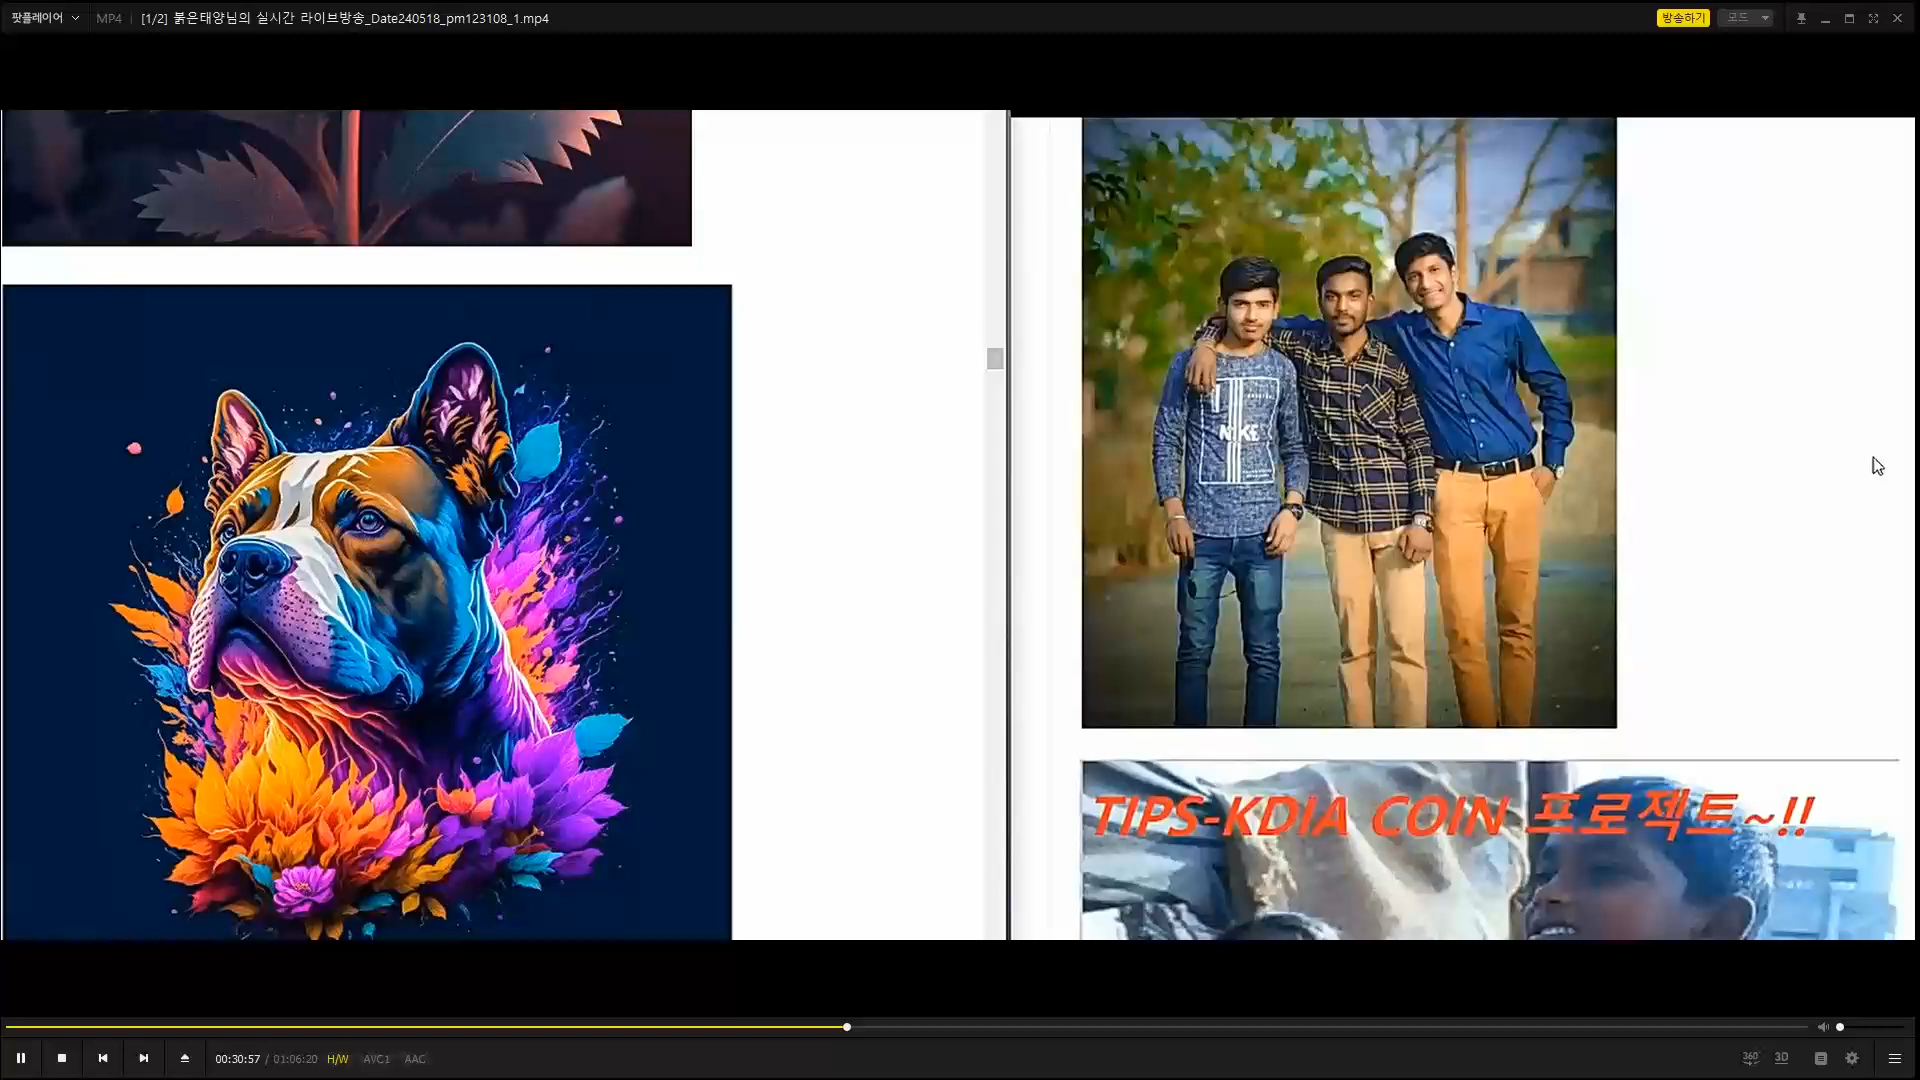 팟플레이어
MP4
[1/2] 붉은태양님의 실시간 라이브방송_Date240518_pm123108_1.mp4
방송하기
모드
NIKE
TIPS-KDIA COIN 프로젝트~!!
00:30:57 / 01:06:20 H/W AVC1 AAC
360°
3D